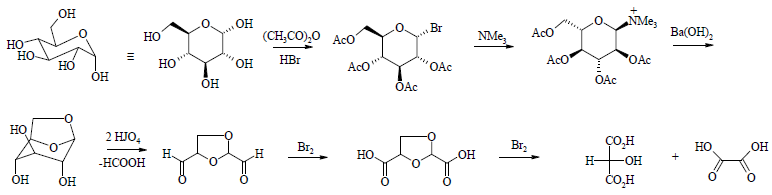 OH
HO
O
HO
HO
OH
≡
HO
O
OH
HO
OH
OH
(CH₃CO)₂O
HBr
AcO
O
Br
AcO
OAc
OAc
NMe₃
AcO
O
+
NMe₃
AcO
OAc
OAc
Ba(OH)₂
O
HO
O
OH
OH
2 HJO₄
-HCOOH
O
H
H
O
O
O
Br₂
O
HO
OH
O
O
O
Br₂
CO₂H
H
OH
CO₂H
+
HO
O
OH
O